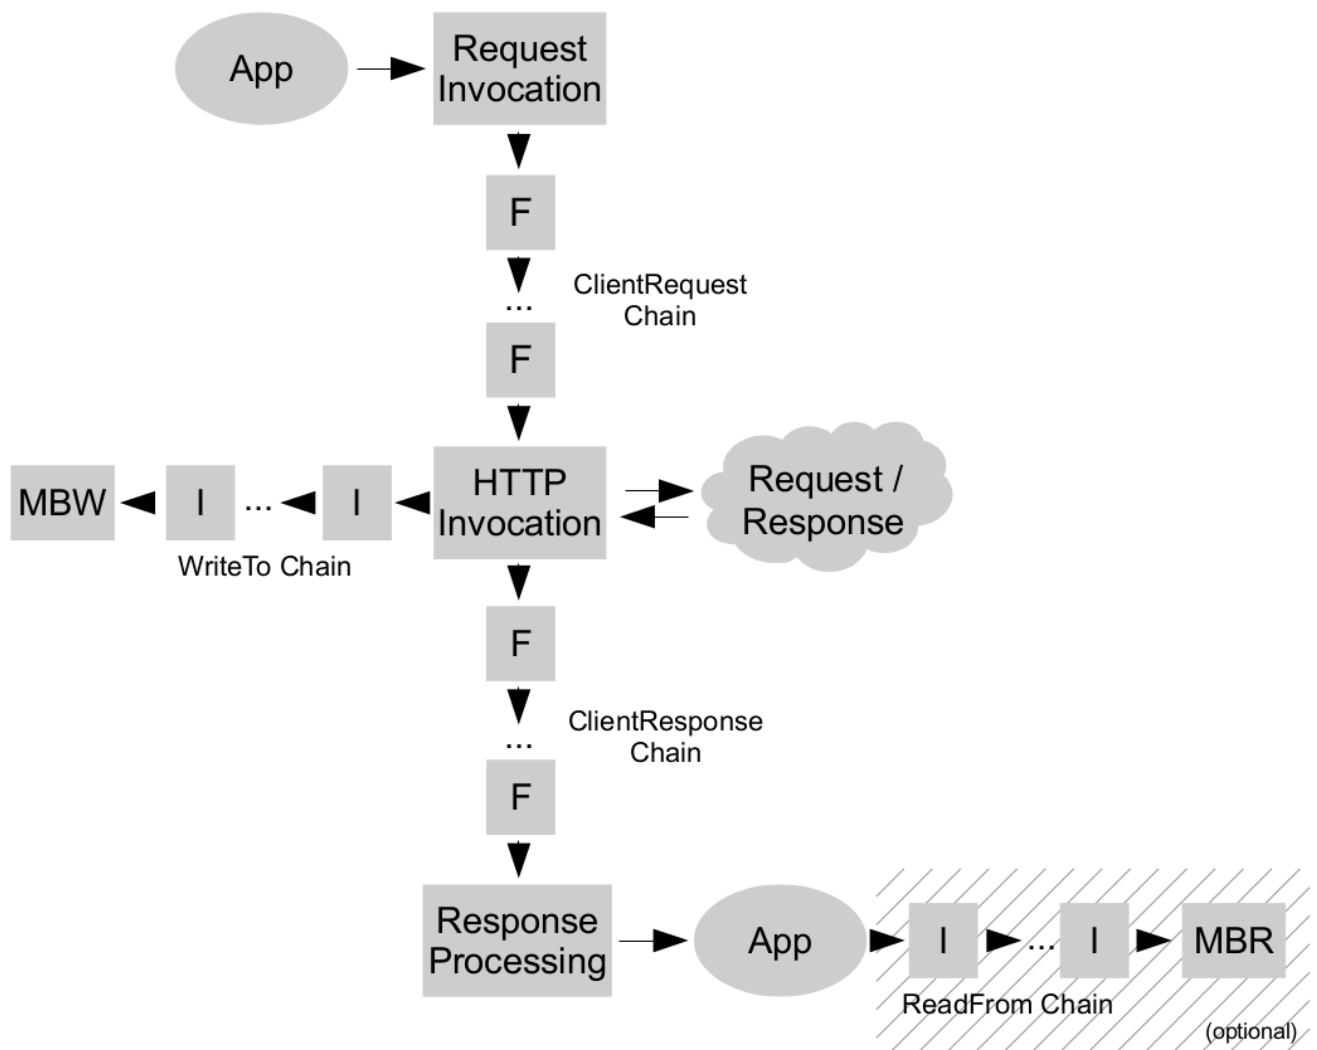 App
Request
Invocation
F
...
ClientRequest
Chain
F
MBW
I
...
I
WriteTo Chain
HTTP
Invocation
Request /
Response
F
...
ClientResponse
Chain
F
Response
Processing
App
I
...
I
MBR
ReadFrom Chain
(optional)